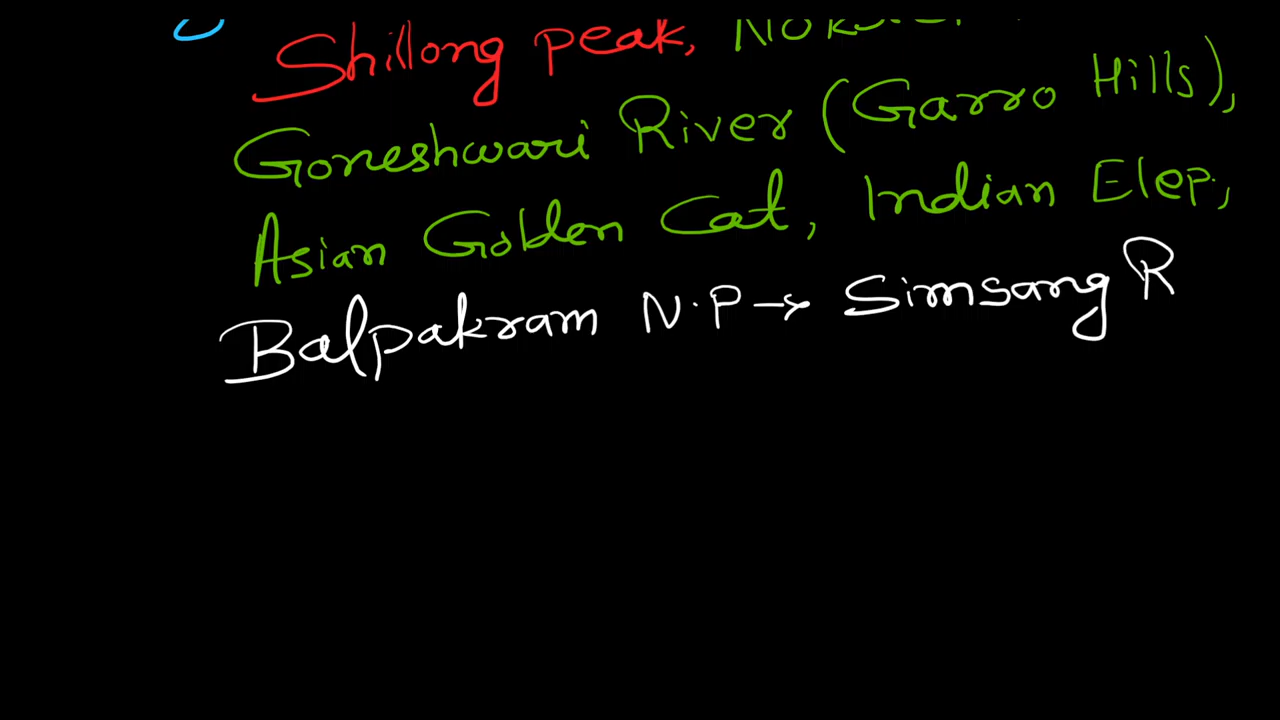 Shillong peak,
Goneshwari River (Garro Hills),
Asian Golden Cat, Indian Elep.,
Balpakram N.P → Simsang R